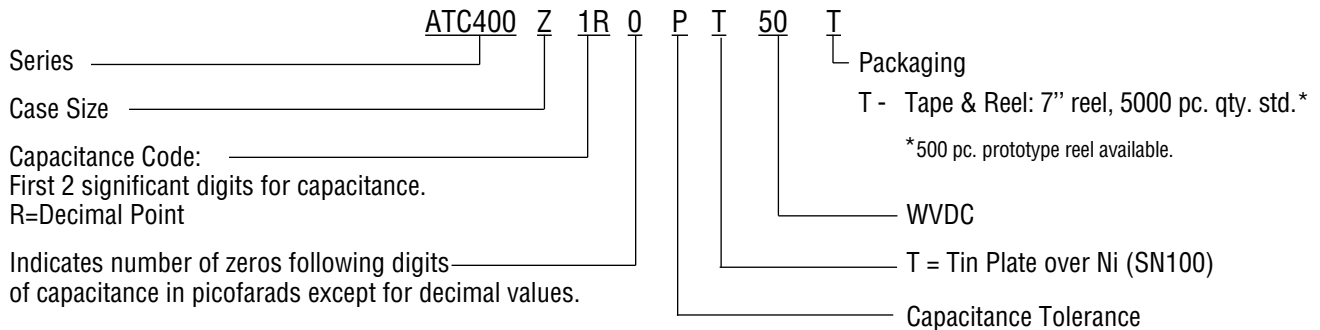 ATC400 Z 1R 0 P T 50 T
Series
Case Size
Capacitance Code:
First 2 significant digits for capacitance.
R=Decimal Point
Indicates number of zeros following digits
of capacitance in picofarads except for decimal values.
Packaging
T - Tape & Reel: 7’’ reel, 5000 pc. qty. std.*
*500 pc. prototype reel available.
WVDC
T = Tin Plate over Ni (SN100)
Capacitance Tolerance